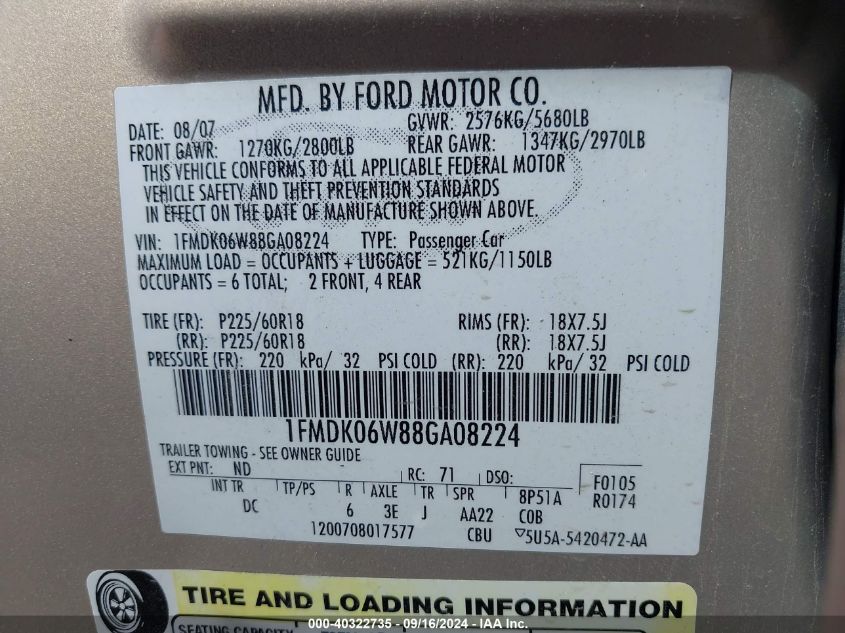 MFD. BY FORD MOTOR CO.
DATE: 08/07 GVWR: 2576KG/5680LB
FRONT GAWR: 1270KG/2800LB REAR GAWR: 1347KG/2970LB
THIS VEHICLE CONFORMS TO ALL APPLICABLE FEDERAL MOTOR
VEHICLE SAFETY AND THEFT PREVENTION STANDARDS
IN EFFECT ON THE DATE OF MANUFACTURE SHOWN ABOVE.
VIN: 1FMDK06W88GA08224 TYPE: Passenger Car
MAXIMUM LOAD = OCCUPANTS + LUGGAGE = 521KG/1150LB
OCCUPANTS = 6 TOTAL; 2 FRONT, 4 REAR
TIRE (FR): P225/60R18 RIMS (FR): 18X7.5J
(RR): P225/60R18 (RR): 18X7.5J
PRESSURE (FR): 220 kPa/ 32 PSI COLD (RR): 220 kPa/ 32 PSI COLD
1FMDK06W88GA08224
TRAILER TOWING - SEE OWNER GUIDE
EXT PNT: ND RC: 71 DSO: F0105
INT TR TP/PS R AXLE TR SPR 8P51A R0174
DC 6 3E J AA22 COB
1200708017577 CBU 5U5A-5420472-AA
TIRE AND LOADING INFORMATION
SEATING CAPACITY
000-40322735 - 09/16/2024 - IAA Inc.